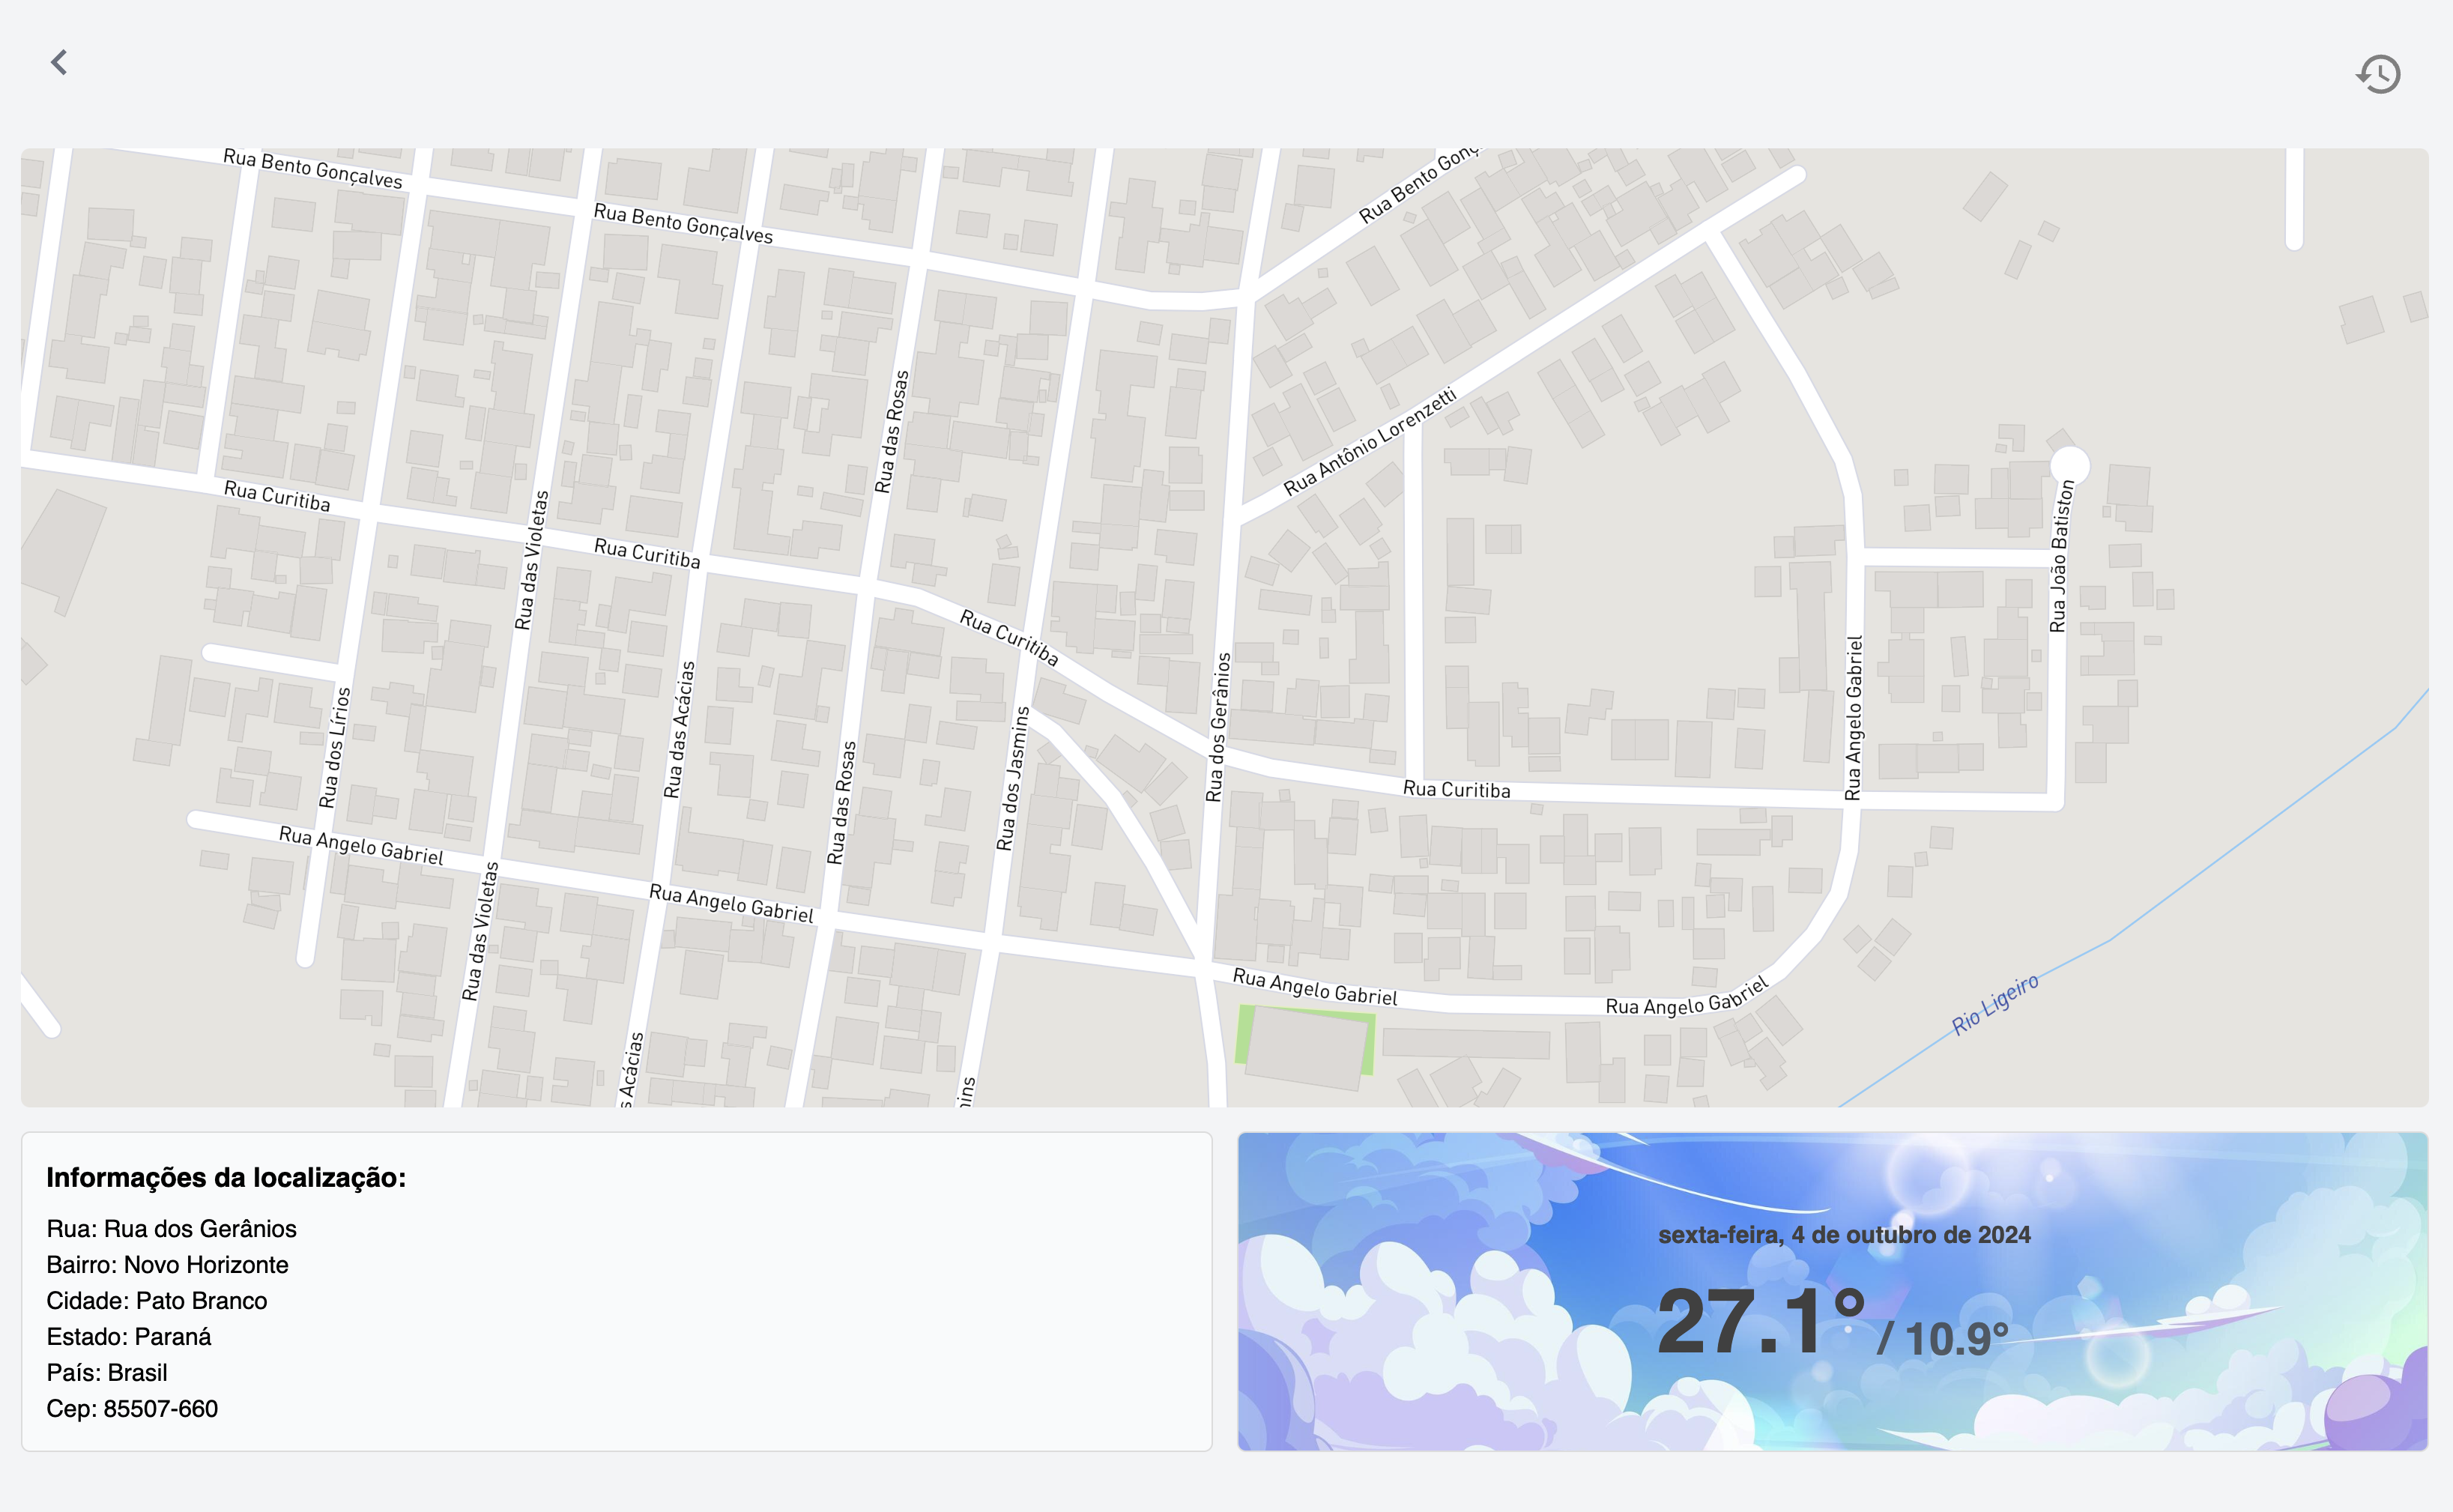 Rua Bento Gonçalves
Rua Bento Gonçalves
Rua Bento Gonç
Rua das Rosas
Rua Antônio Lorenzetti
Rua Curitiba
Rua das Violetas
Rua Curitiba
Rua João Batiston
Rua Curitiba
Rua dos Lírios
Rua das Acácias
Rua das Rosas
Rua dos Jasmins
Rua dos Gerânios
Rua Angelo Gabriel
Rua Curitiba
Rua Angelo Gabriel
Rua das Violetas
Rua Angelo Gabriel
Rua Angelo Gabriel
Rua Angelo Gabriel
Rio Ligeiro
s Acácias
ins
Informações da localização:
Rua: Rua dos Gerânios
Bairro: Novo Horizonte
Cidade: Pato Branco
Estado: Paraná
País: Brasil
Cep: 85507-660
sexta-feira, 4 de outubro de 2024
27.1° / 10.9°